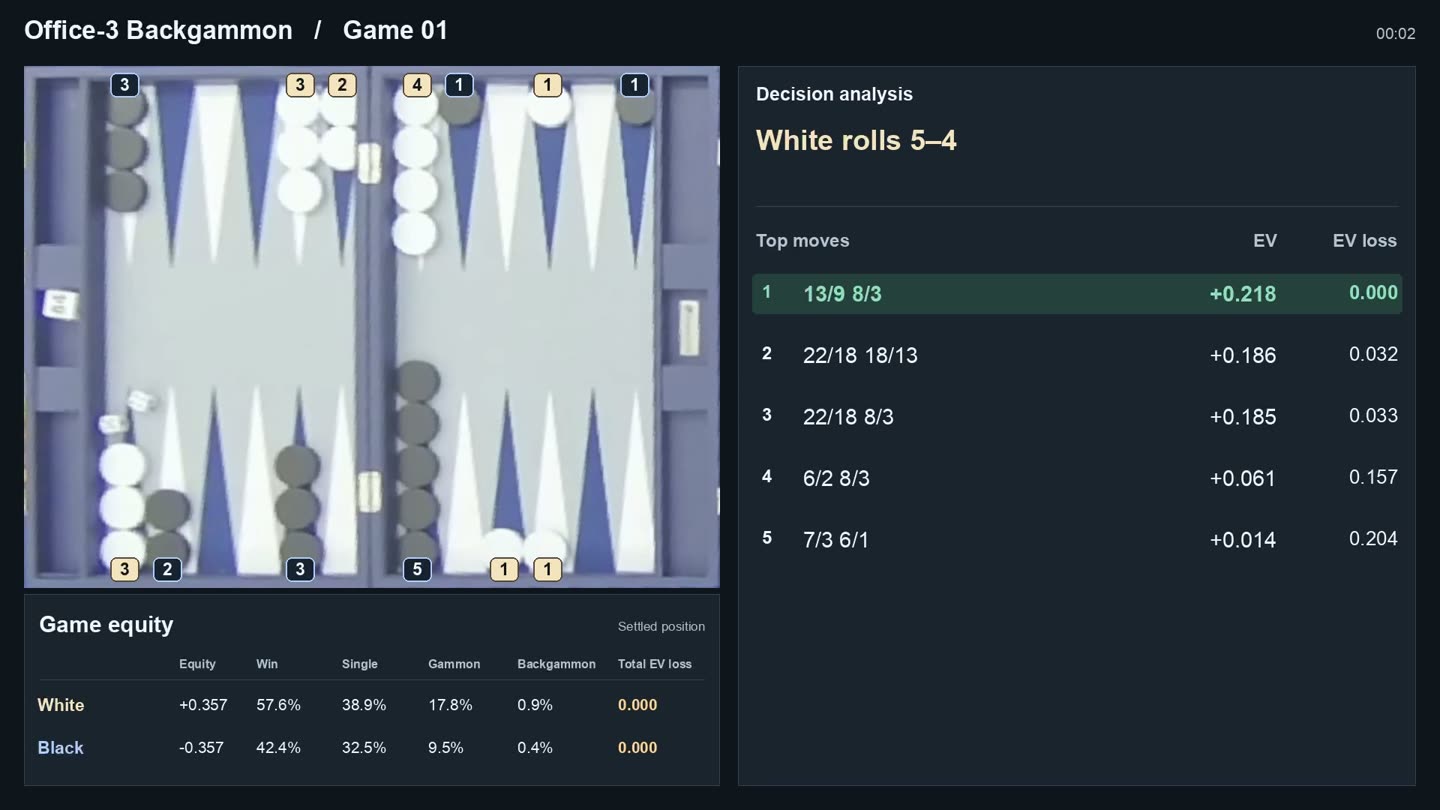 Office-3 Backgammon / Game 01
00:02
3 3 2 4 1 1 1
3 2 3 5 1 1
Decision analysis
White rolls 5–4
Top moves EV EV loss
1 13/9 8/3 +0.218 0.000
2 22/18 18/13 +0.186 0.032
3 22/18 8/3 +0.185 0.033
4 6/2 8/3 +0.061 0.157
5 7/3 6/1 +0.014 0.204
Game equity
Settled position
Equity Win Single Gammon Backgammon Total EV loss
White +0.357 57.6% 38.9% 17.8% 0.9% 0.000
Black -0.357 42.4% 32.5% 9.5% 0.4% 0.000